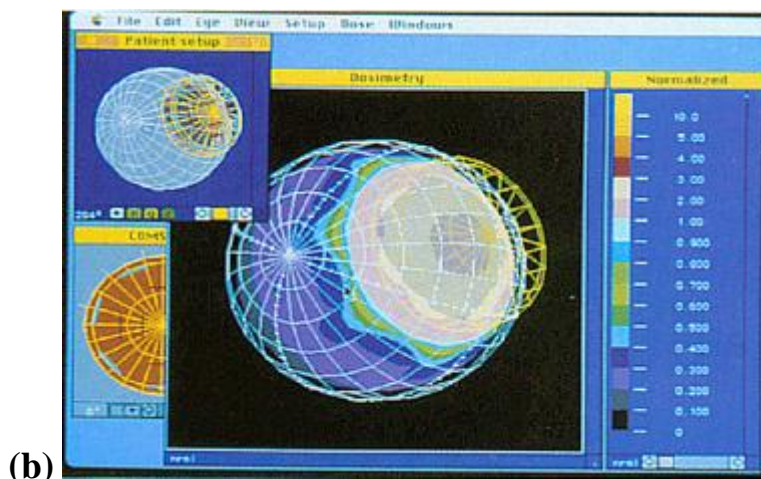 File Edit Eye View Setup Dose Windows
Patient setup
Dosimetry
Normalized
COMS
10.0
5.00
4.00
3.00
2.00
1.00
0.900
0.800
0.700
0.600
0.500
0.400
0.300
0.200
0.100
0
nrml
nrml
(b)